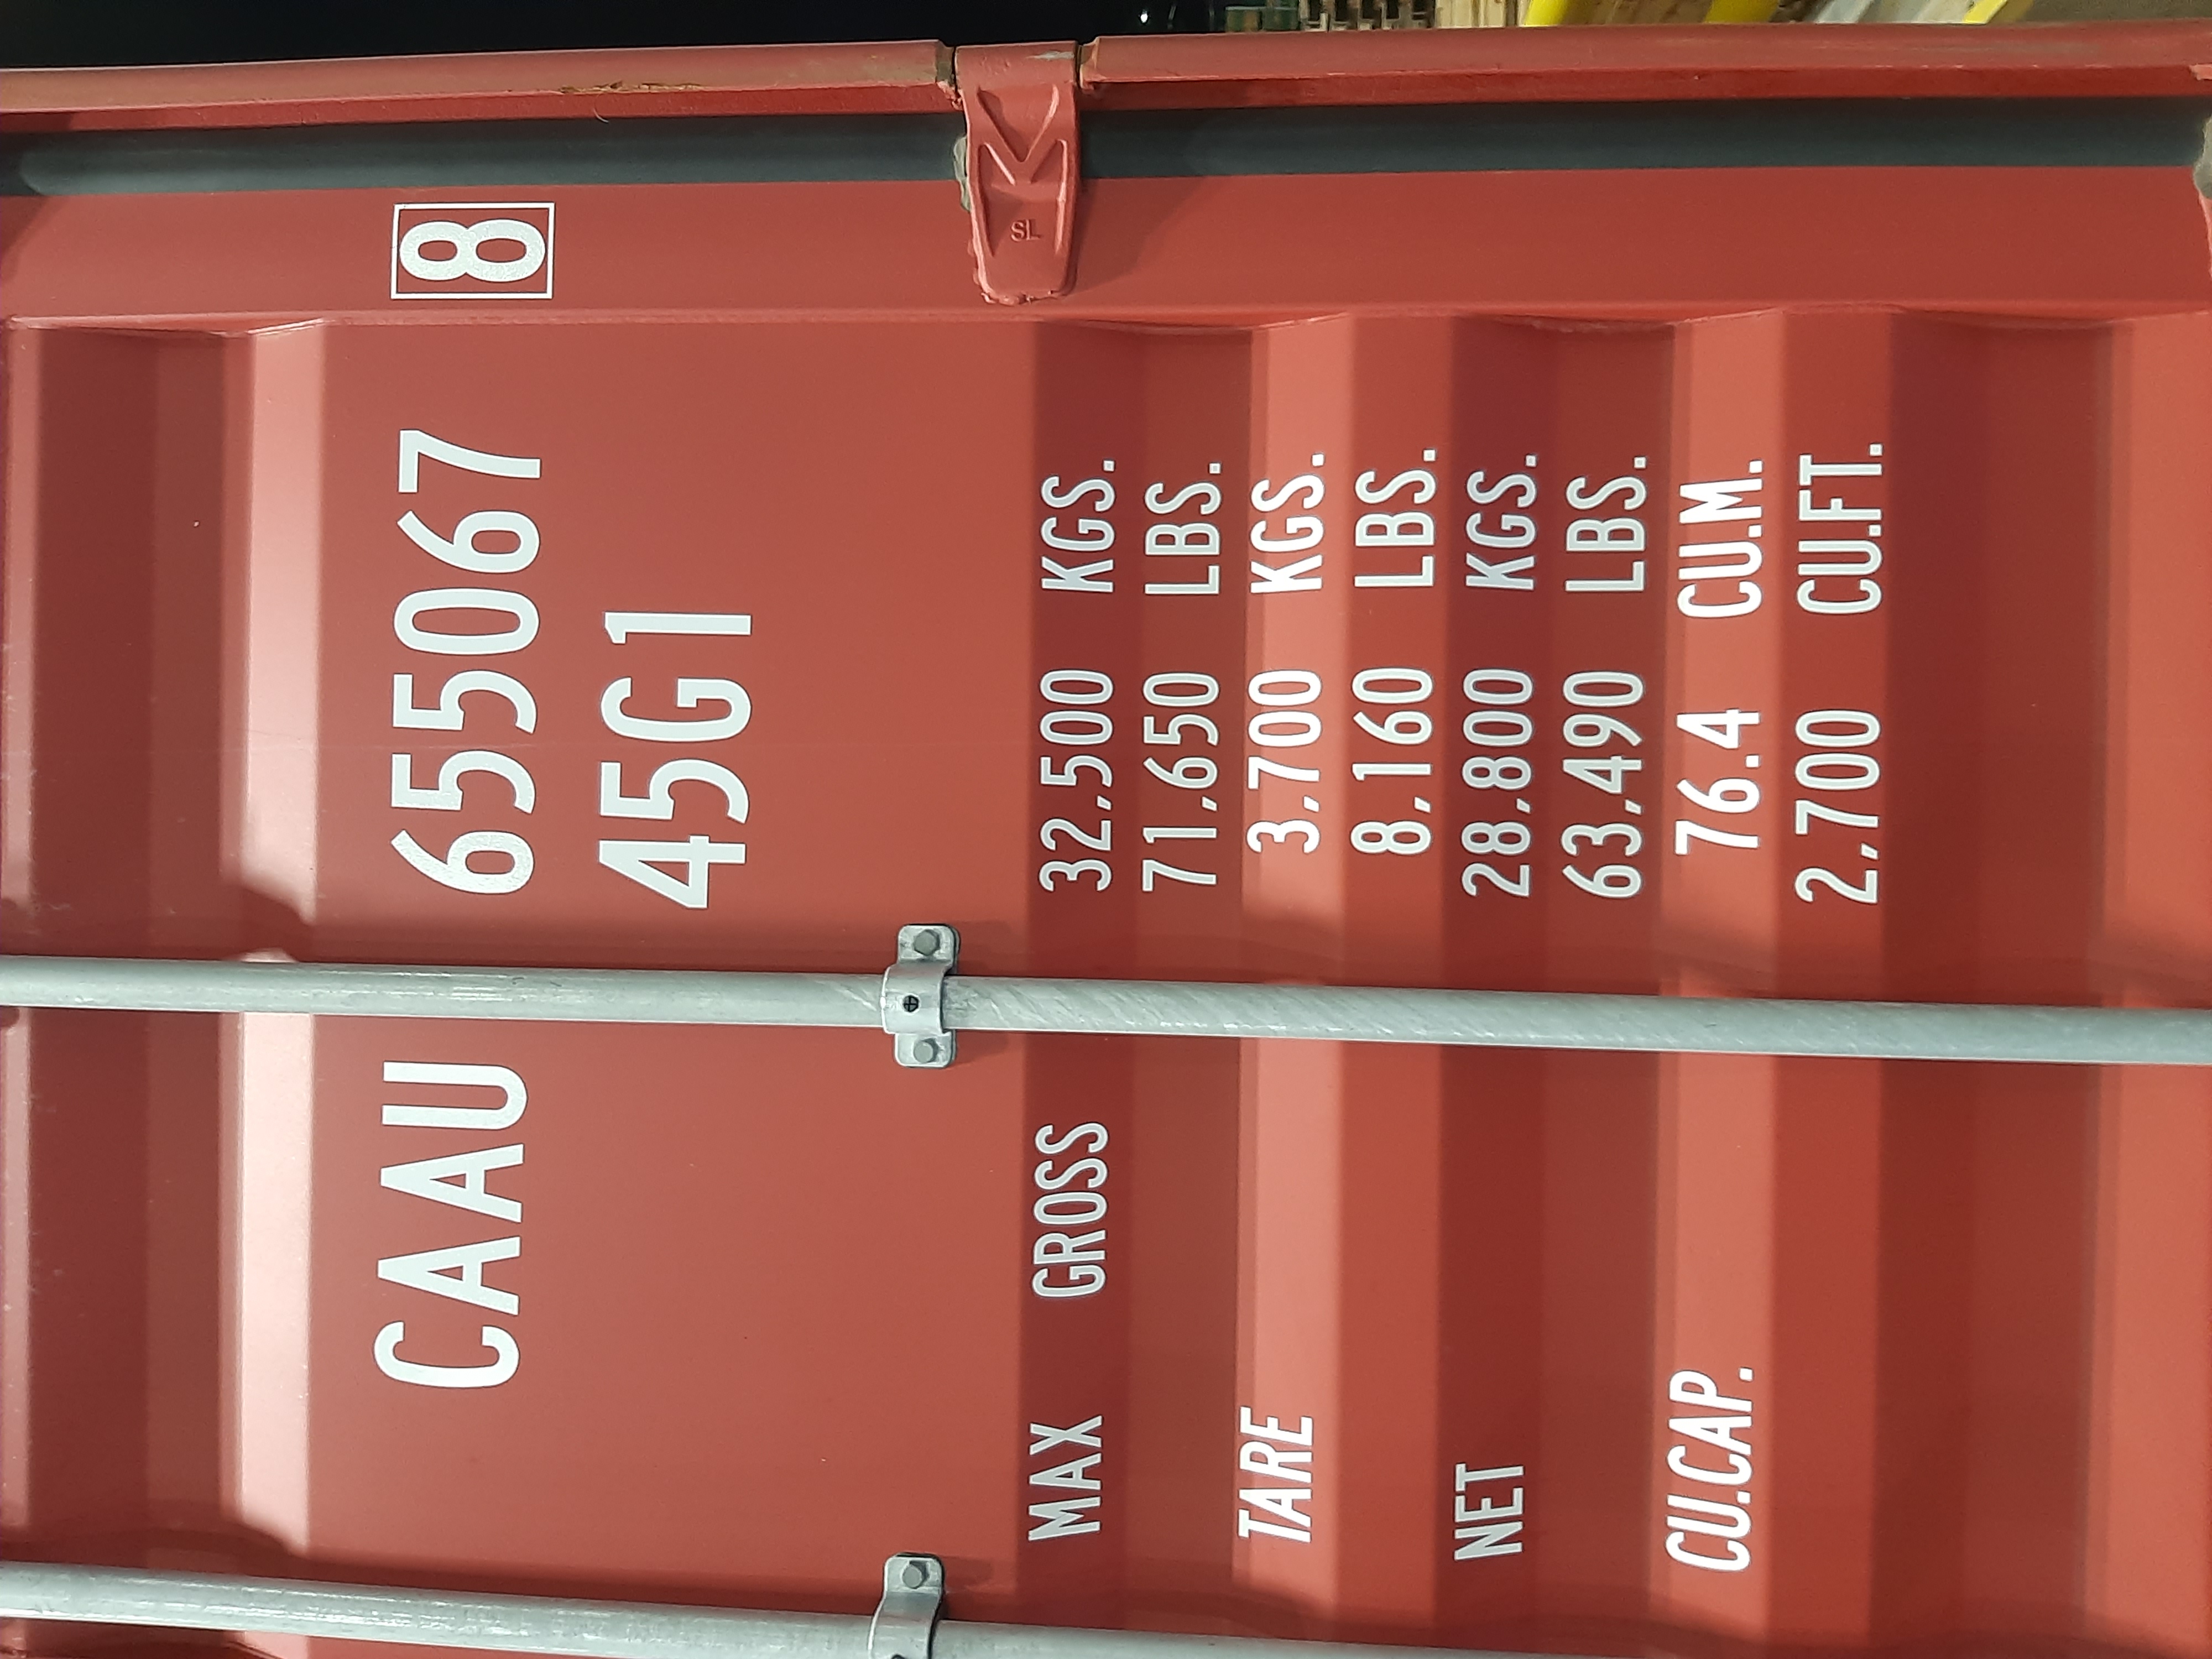 CAAU 655067 8
45G1
MAX GROSS 32,500 KGS.
71,650 LBS.
TARE 3,700 KGS.
8,160 LBS.
NET 28,800 KGS.
63,490 LBS.
CU.CAP. 76.4 CU.M.
2,700 CU.FT.
SL